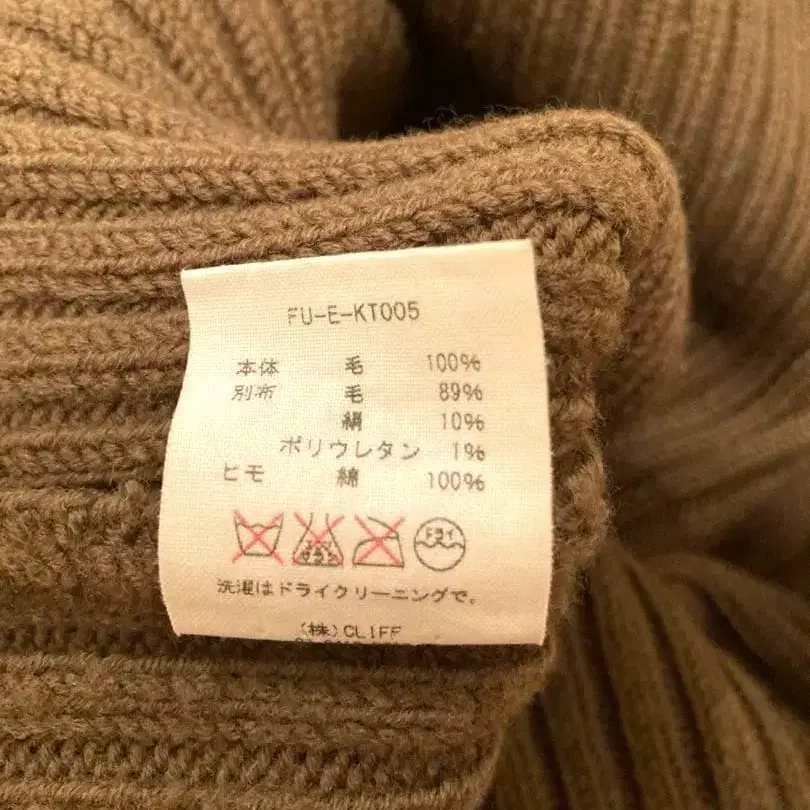 FU-E-KT005
本体 毛 100%
別布 毛 89%
絹 10%
ポリウレタン 1%
ヒモ 綿 100%
ドライ
洗濯はドライクリーニングで。
(株)CLIFF